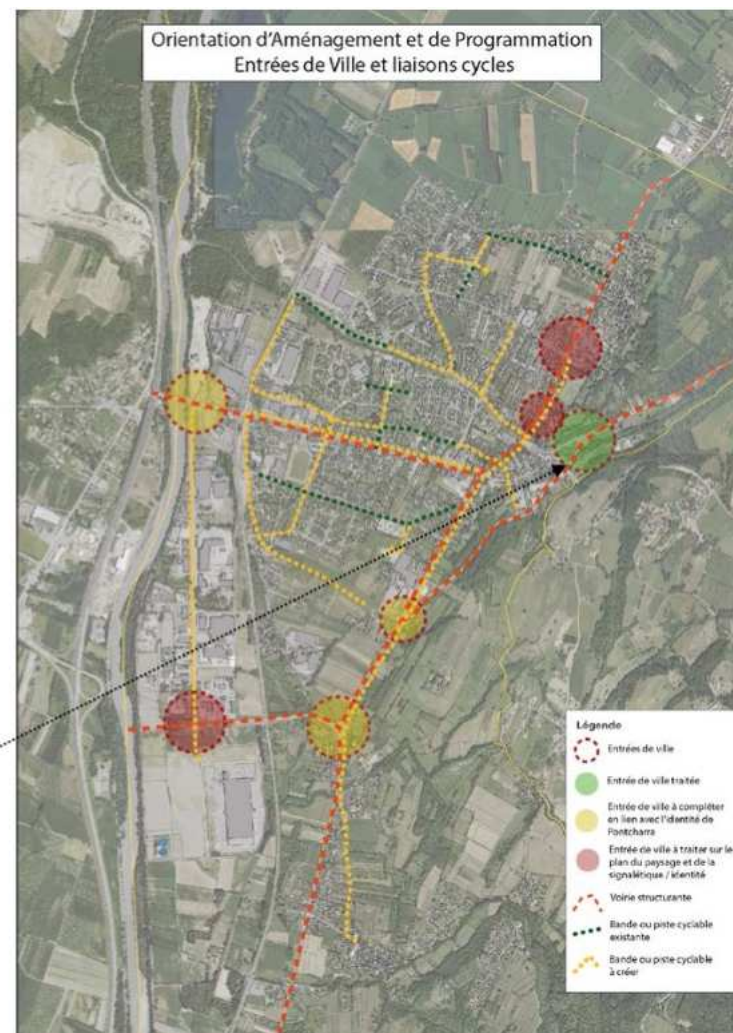 Orientation d'Aménagement et de Programmation
Entrées de Ville et liaisons cycles
Légende
Entrées de ville
Entrée de ville traitée
Entrée de ville à compléter
en lien avec l'identité de
Pontcharra
Entrée de ville à traiter sur le
plan du paysage et de la
signalétique / identité
Voirie structurante
Bande ou piste cyclable
existante
Bande ou piste cyclable
à créer